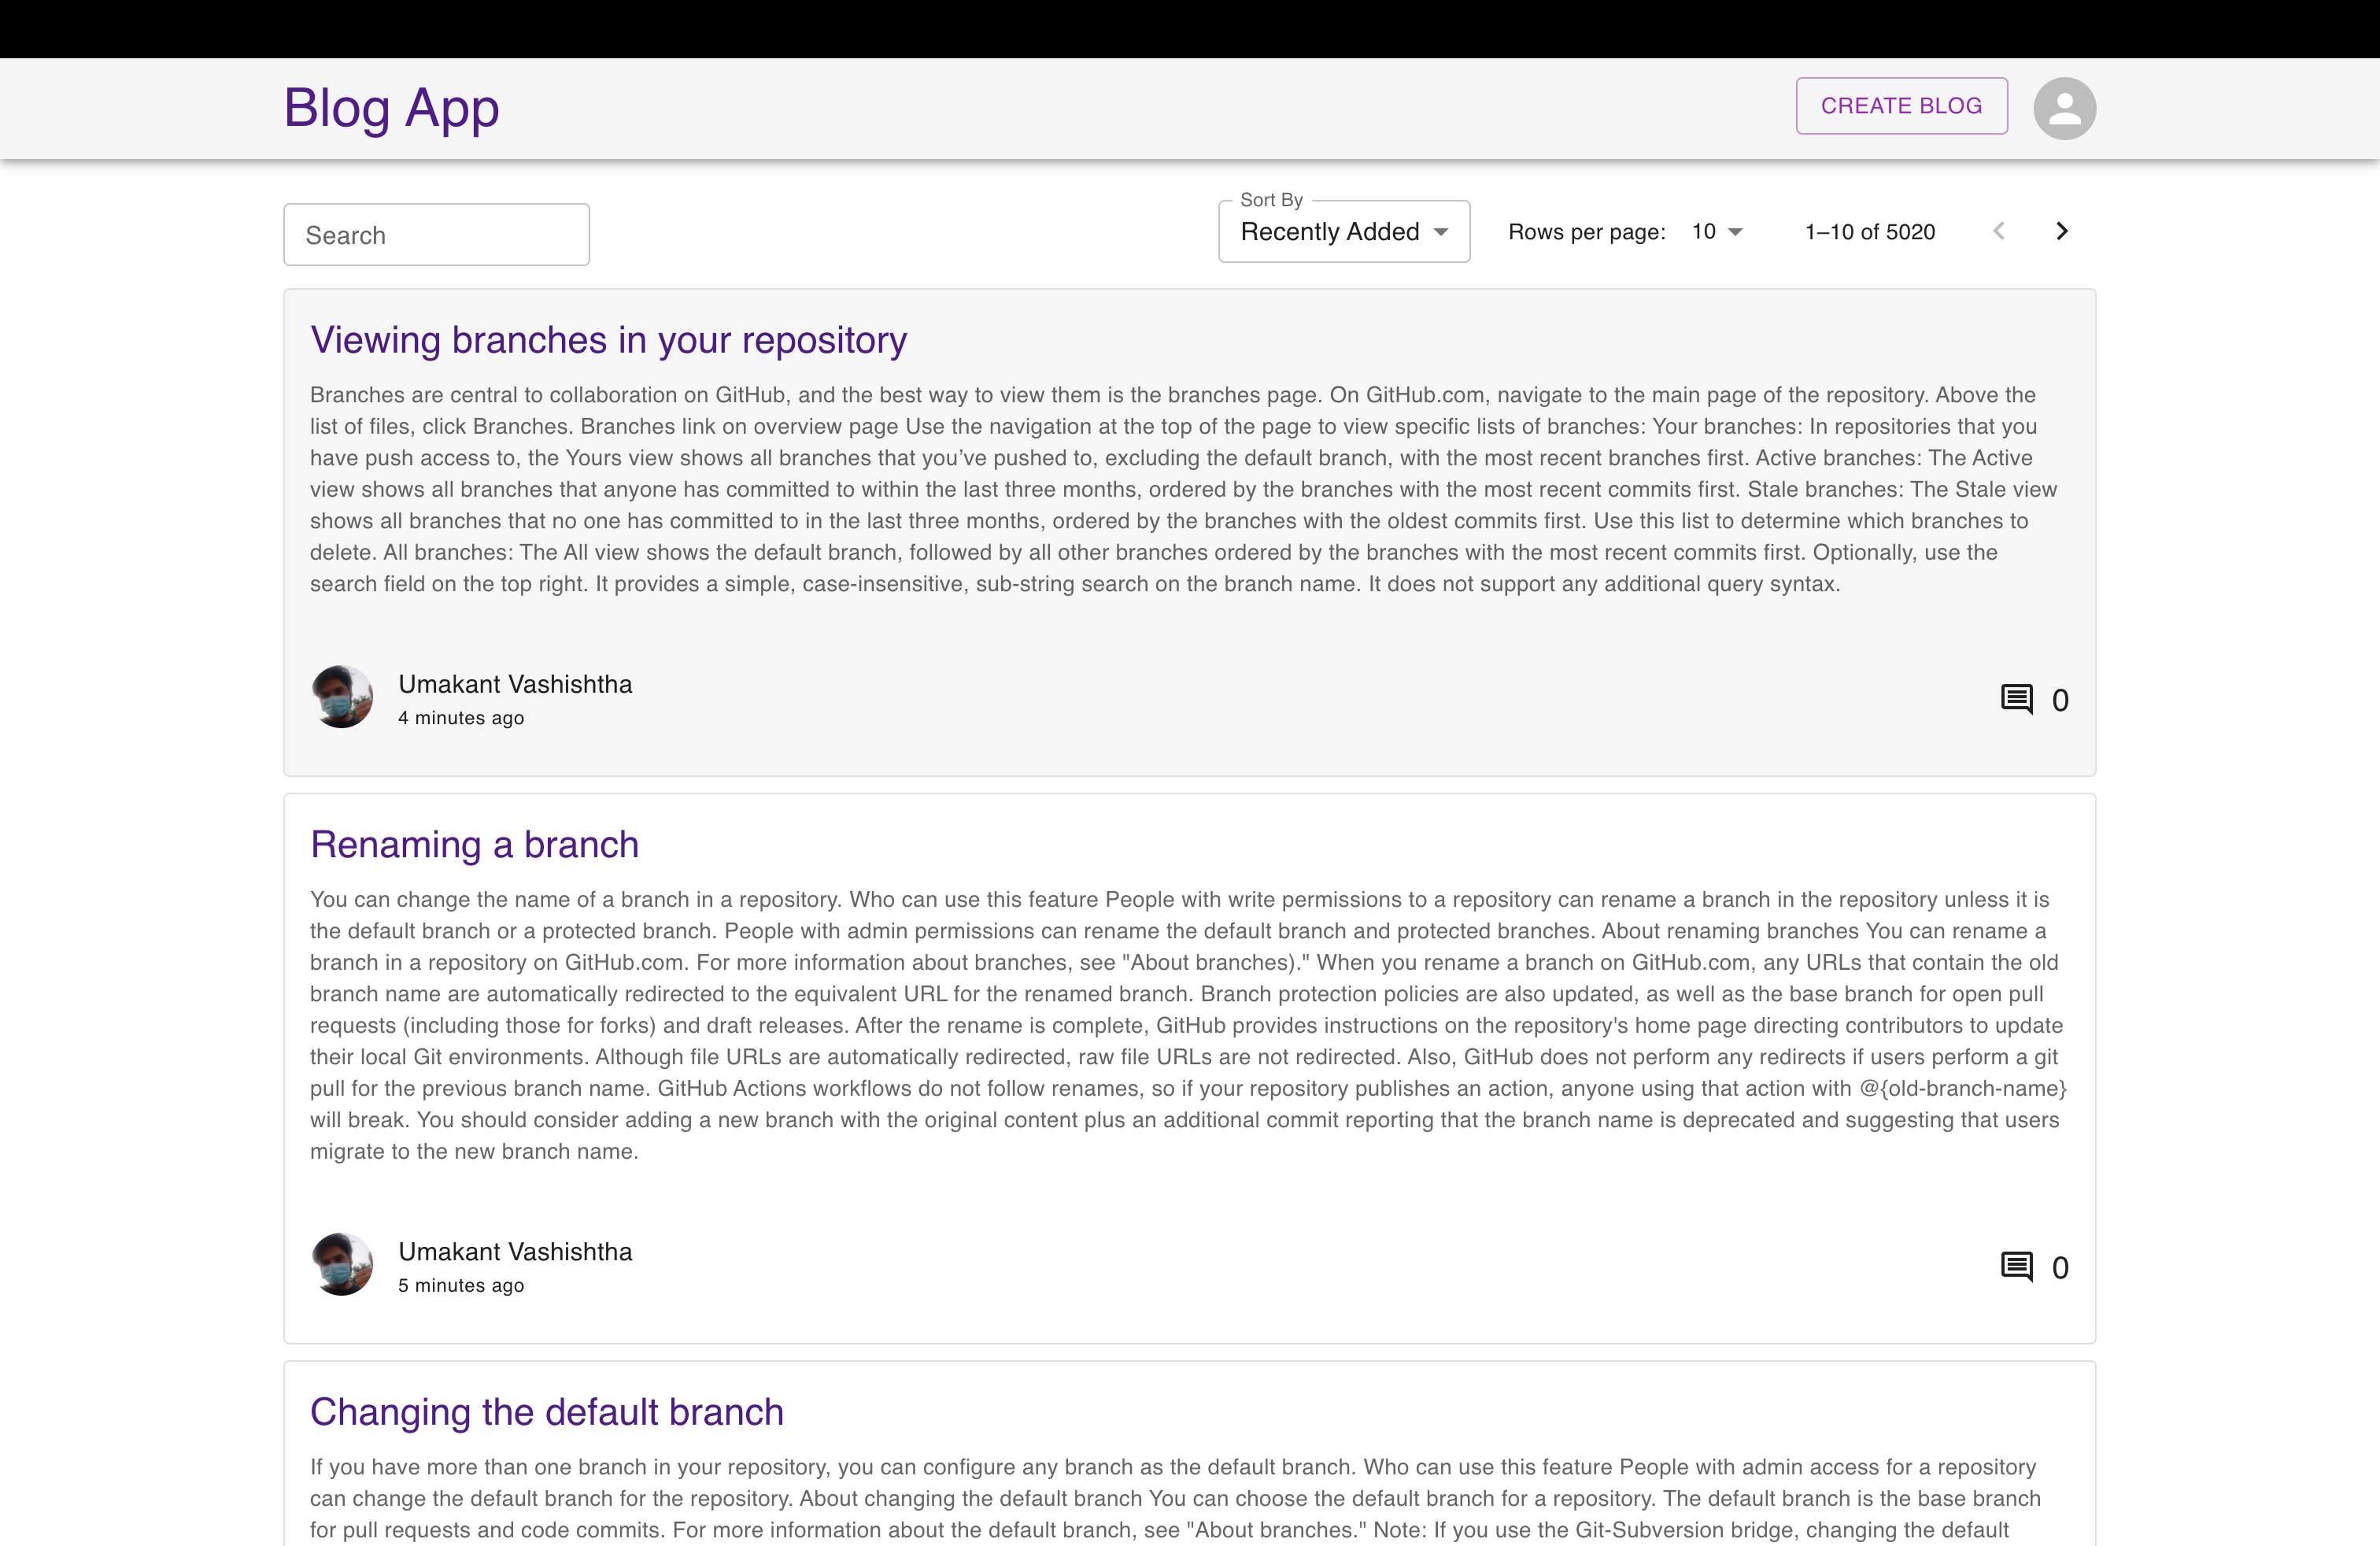 Blog App
CREATE BLOG
Search
Sort By
Recently Added
Rows per page: 10
1–10 of 5020
Viewing branches in your repository
Branches are central to collaboration on GitHub, and the best way to view them is the branches page. On GitHub.com, navigate to the main page of the repository. Above the
list of files, click Branches. Branches link on overview page Use the navigation at the top of the page to view specific lists of branches: Your branches: In repositories that you
have push access to, the Yours view shows all branches that you’ve pushed to, excluding the default branch, with the most recent branches first. Active branches: The Active
view shows all branches that anyone has committed to within the last three months, ordered by the branches with the most recent commits first. Stale branches: The Stale view
shows all branches that no one has committed to in the last three months, ordered by the branches with the oldest commits first. Use this list to determine which branches to
delete. All branches: The All view shows the default branch, followed by all other branches ordered by the branches with the most recent commits first. Optionally, use the
search field on the top right. It provides a simple, case-insensitive, sub-string search on the branch name. It does not support any additional query syntax.
Umakant Vashishtha
4 minutes ago
0
Renaming a branch
You can change the name of a branch in a repository. Who can use this feature People with write permissions to a repository can rename a branch in the repository unless it is
the default branch or a protected branch. People with admin permissions can rename the default branch and protected branches. About renaming branches You can rename a
branch in a repository on GitHub.com. For more information about branches, see "About branches)." When you rename a branch on GitHub.com, any URLs that contain the old
branch name are automatically redirected to the equivalent URL for the renamed branch. Branch protection policies are also updated, as well as the base branch for open pull
requests (including those for forks) and draft releases. After the rename is complete, GitHub provides instructions on the repository's home page directing contributors to update
their local Git environments. Although file URLs are automatically redirected, raw file URLs are not redirected. Also, GitHub does not perform any redirects if users perform a git
pull for the previous branch name. GitHub Actions workflows do not follow renames, so if your repository publishes an action, anyone using that action with @{old-branch-name}
will break. You should consider adding a new branch with the original content plus an additional commit reporting that the branch name is deprecated and suggesting that users
migrate to the new branch name.
Umakant Vashishtha
5 minutes ago
0
Changing the default branch
If you have more than one branch in your repository, you can configure any branch as the default branch. Who can use this feature People with admin access for a repository
can change the default branch for the repository. About changing the default branch You can choose the default branch for a repository. The default branch is the base branch
for pull requests and code commits. For more information about the default branch, see "About branches." Note: If you use the Git-Subversion bridge, changing the default